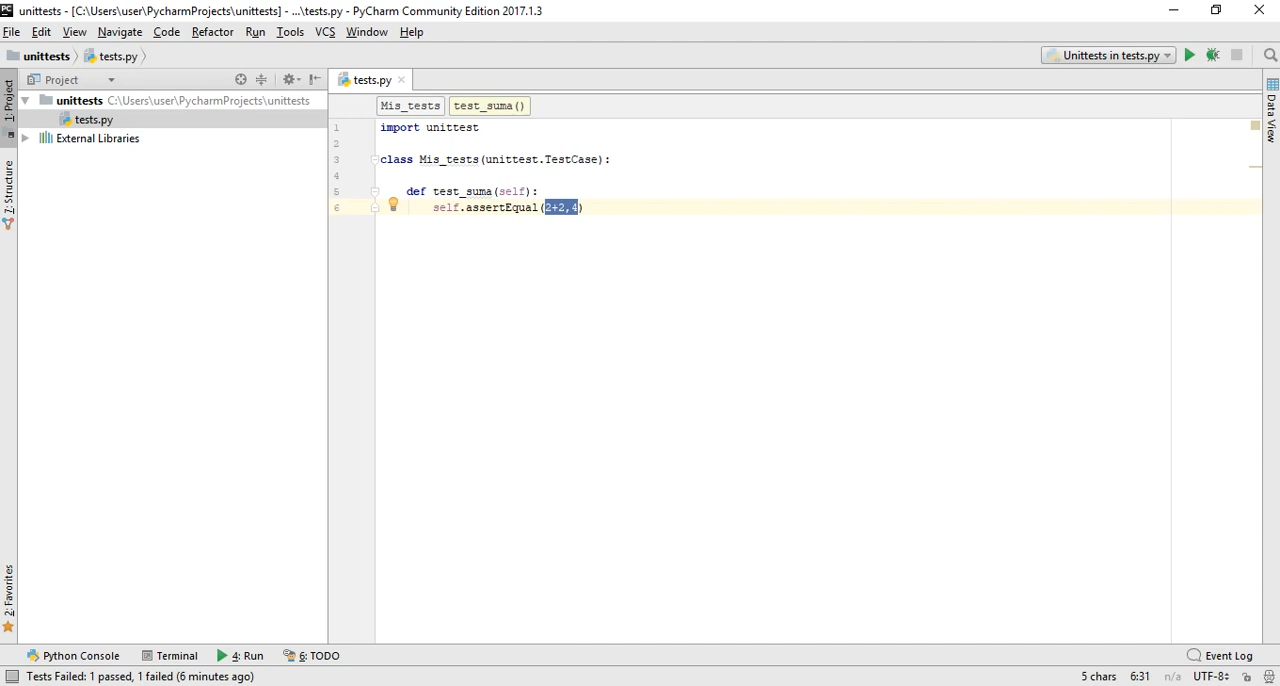 PC unittests - [C:\Users\user\PycharmProjects\unittests] - ...\tests.py - PyCharm Community Edition 2017.1.3
File Edit View Navigate Code Refactor Run Tools VCS Window Help
unittests tests.py Unittests in tests.py
1: Project
7: Structure
2: Favorites
Project
unittests C:\Users\user\PycharmProjects\unittests
tests.py
External Libraries
tests.py
Mis_tests test_suma()
1 import unittest
2
3 class Mis_tests(unittest.TestCase):
4
5 def test_suma(self):
6 self.assertEqual(2+2,4)
Data View
Python Console Terminal 4: Run 6: TODO Event Log
Tests Failed: 1 passed, 1 failed (6 minutes ago) 5 chars 6:31 n/a UTF-8